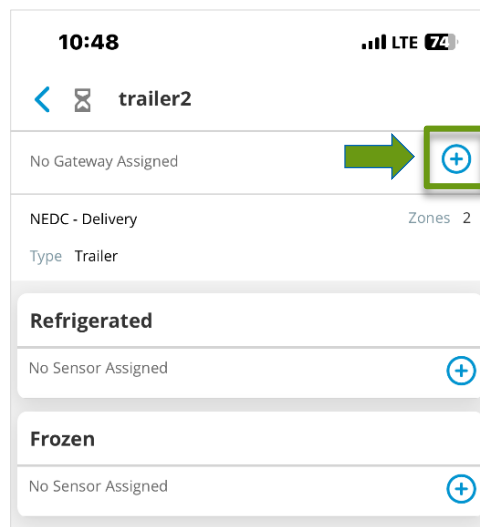 10:48 LTE 74
trailer2
No Gateway Assigned
NEDC - Delivery Zones 2
Type Trailer
Refrigerated
No Sensor Assigned
Frozen
No Sensor Assigned